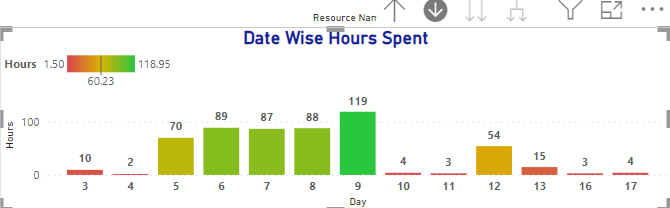 Resource Nam
Date Wise Hours Spent
Hours 1.50 118.95
60.23
Hours
100
0
10 2 70 89 87 88 119 4 3 54 15 3 4
3 4 5 6 7 8 9 10 11 12 13 16 17
Day